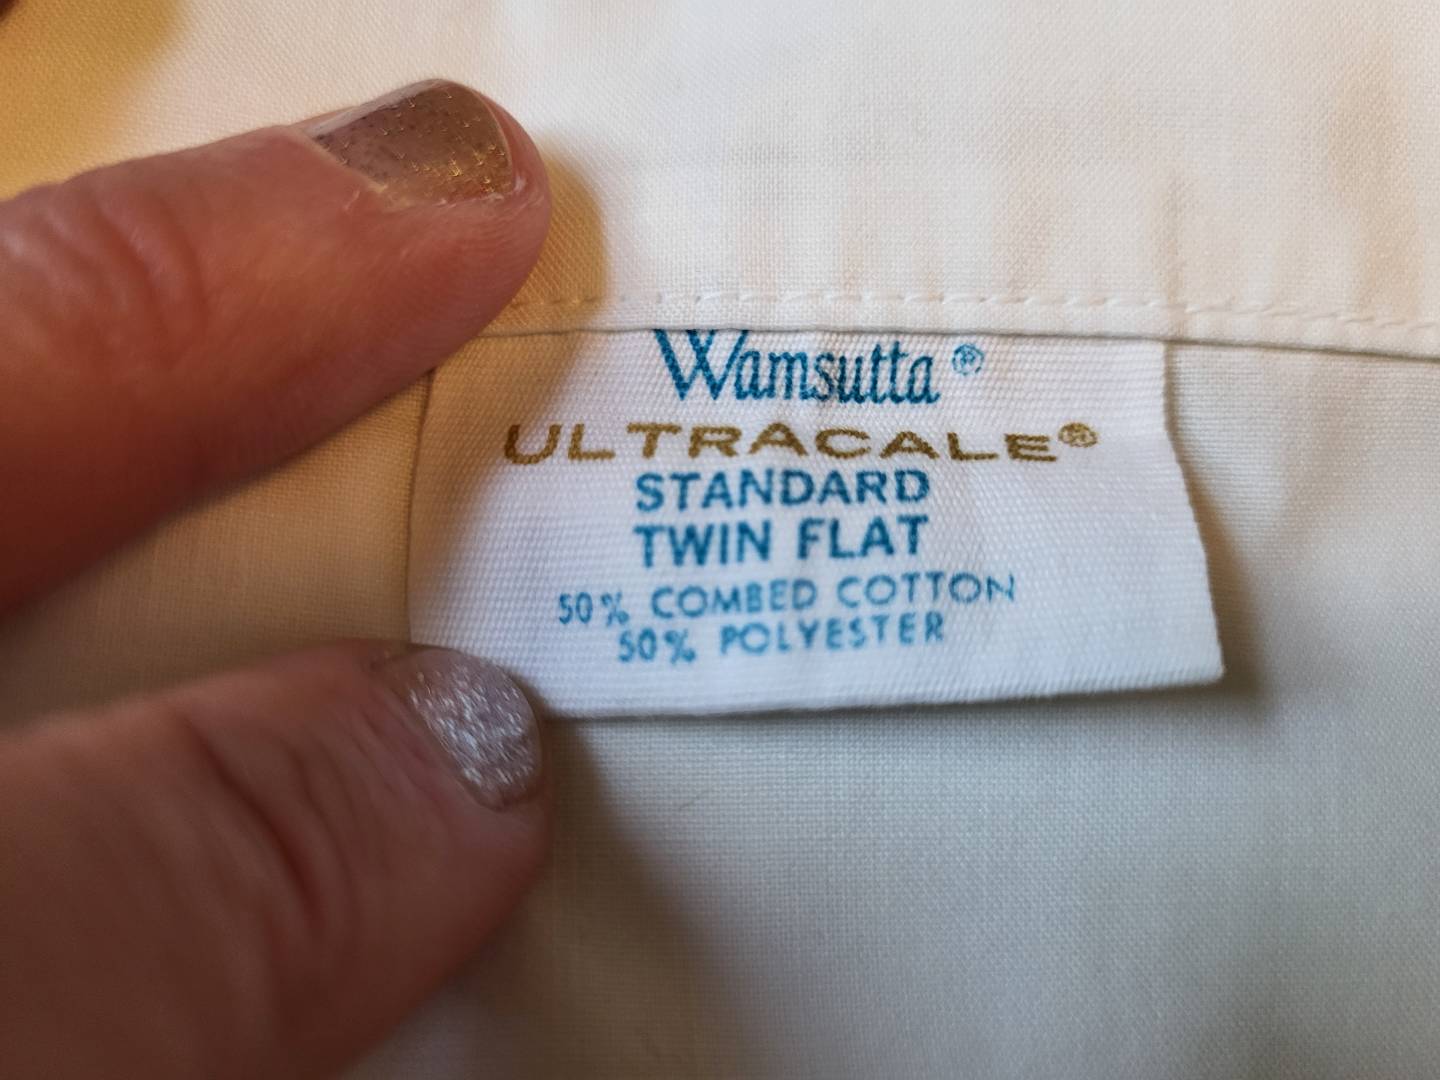 Wamsutta®
ULTRACALE®
STANDARD
TWIN FLAT
50% COMBED COTTON
50% POLYESTER